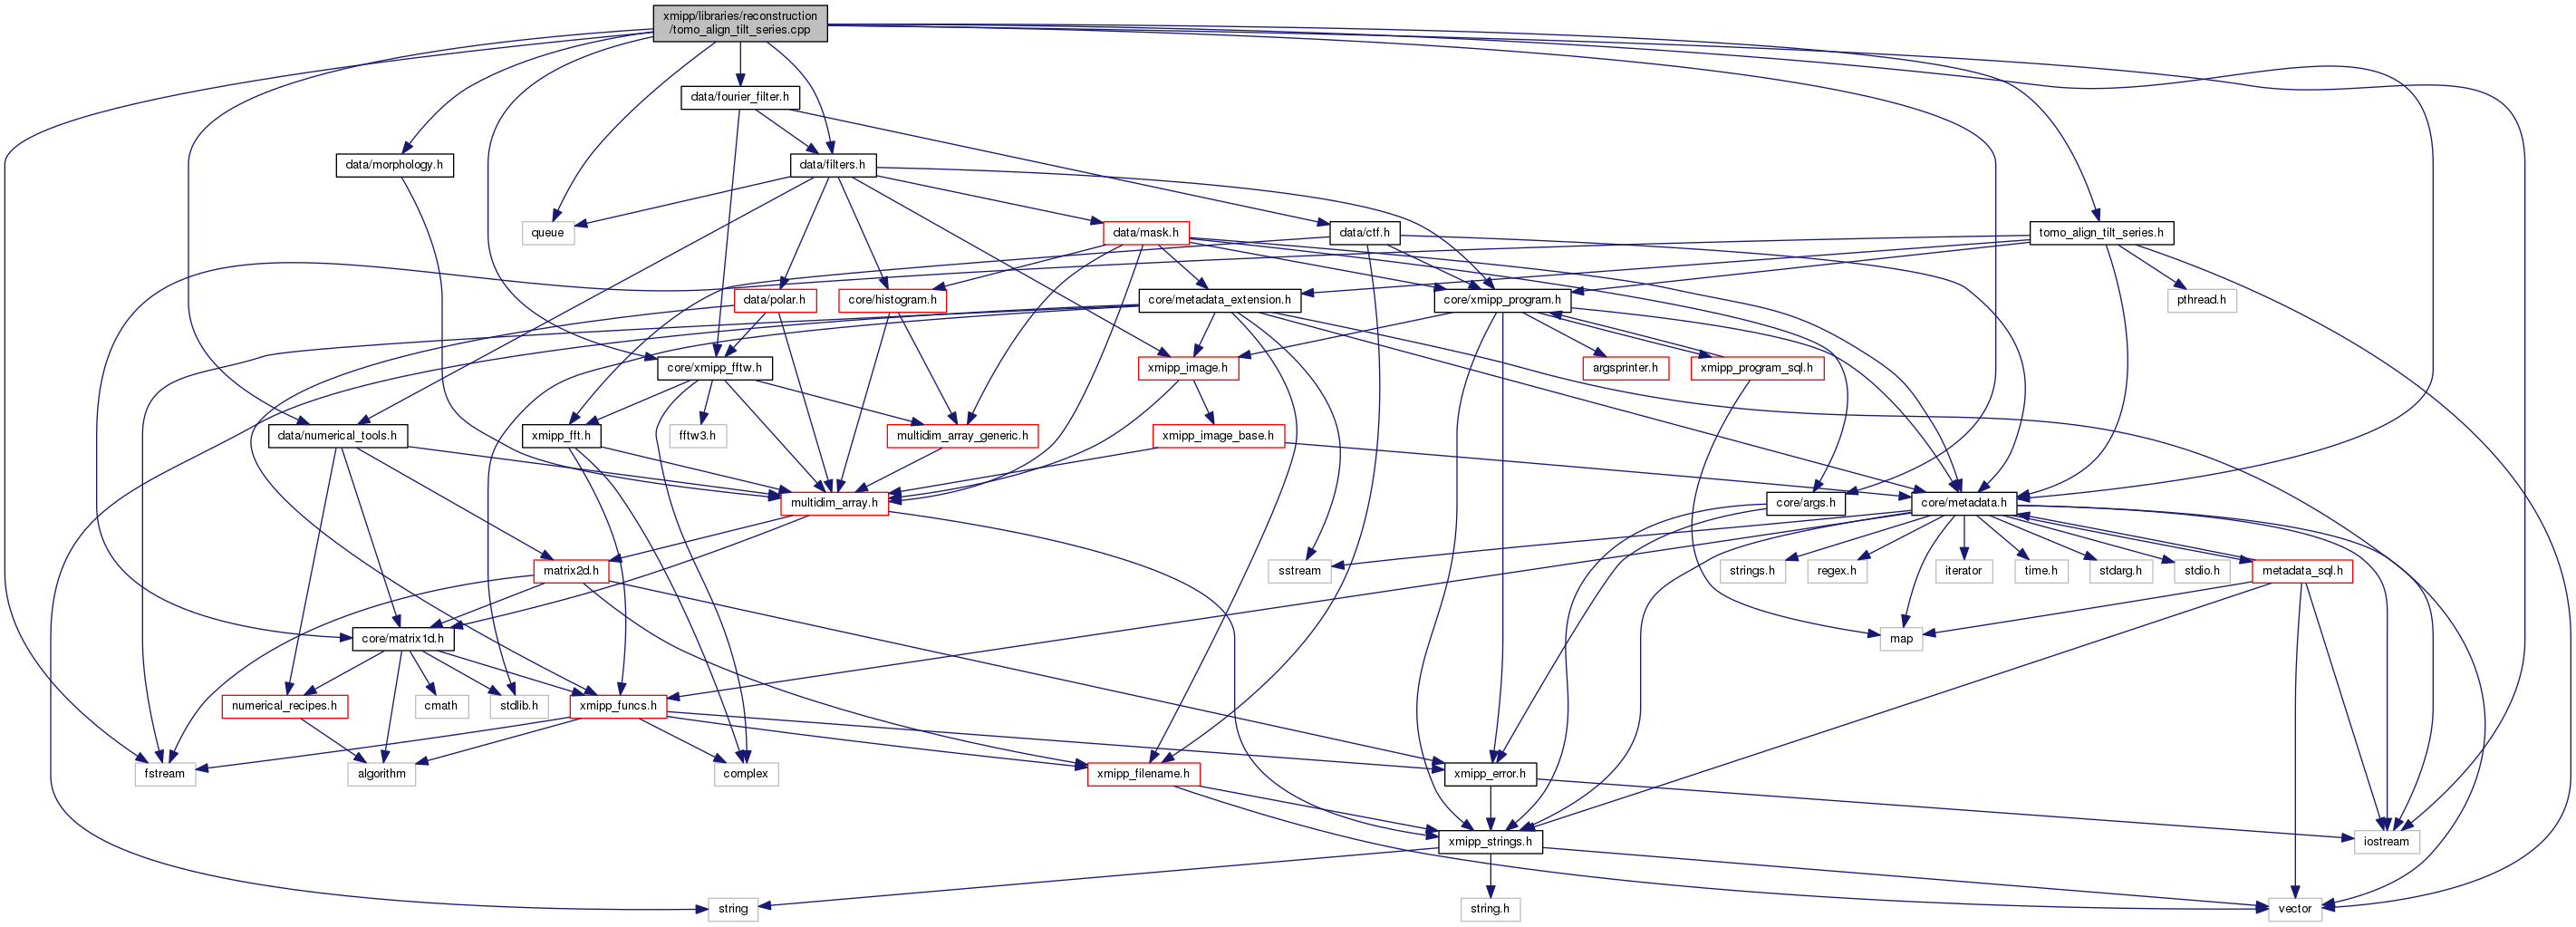 xmipp/libraries/reconstruction
/tomo_align_tilt_series.cpp
data/fourier_filter.h
data/morphology.h
data/filters.h
queue
data/mask.h
data/ctf.h
tomo_align_tilt_series.h
data/polar.h
core/histogram.h
core/metadata_extension.h
core/xmipp_program.h
pthread.h
core/xmipp_fftw.h
xmipp_image.h
argsprinter.h
xmipp_program_sql.h
data/numerical_tools.h
xmipp_fft.h
fftw3.h
multidim_array_generic.h
xmipp_image_base.h
multidim_array.h
core/args.h
core/metadata.h
matrix2d.h
sstream
strings.h
regex.h
iterator
time.h
stdarg.h
stdio.h
metadata_sql.h
core/matrix1d.h
map
numerical_recipes.h
cmath
stdlib.h
xmipp_funcs.h
fstream
algorithm
complex
xmipp_filename.h
xmipp_error.h
xmipp_strings.h
iostream
string
string.h
vector